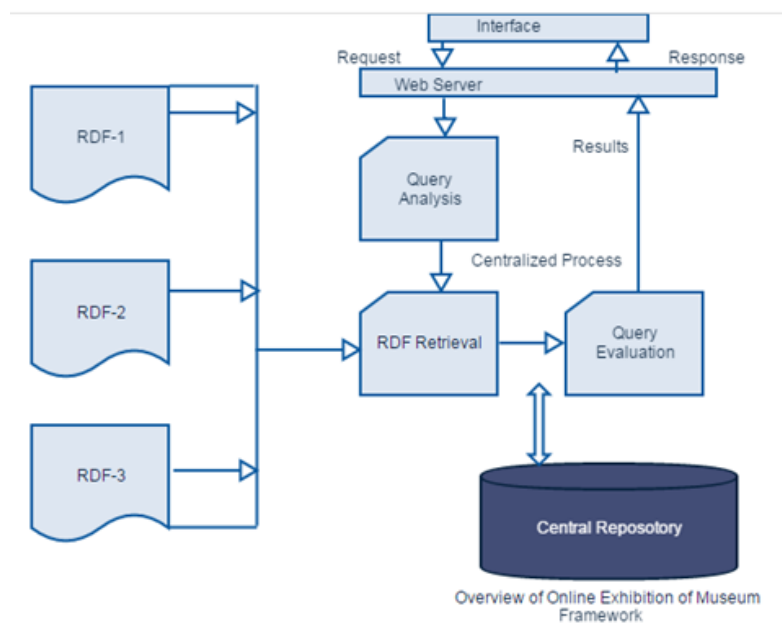 Interface
Request
Response
Web Server
RDF-1
Results
Query
Analysis
Centralized Process
RDF-2
RDF Retrieval
Query
Evaluation
RDF-3
Central Reposotory
Overview of Online Exhibition of Museum
Framework